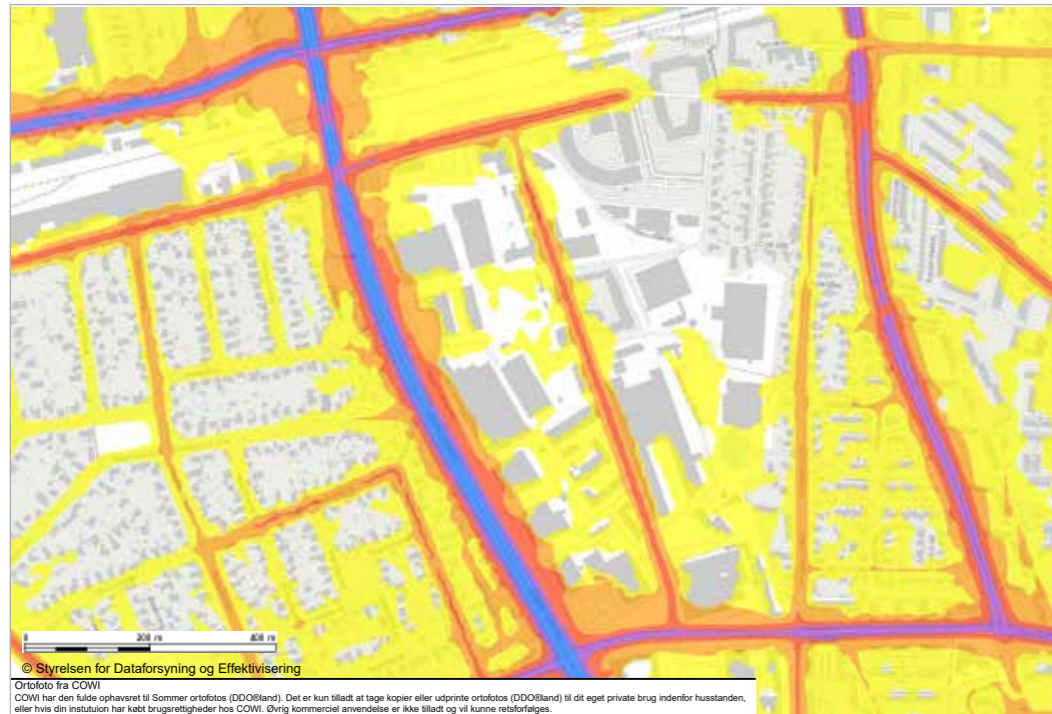 0 200 m 400 m
© Styrelsen for Dataforsyning og Effektivisering
Ortofoto fra COWI
COWI har den fulde ophavsret til Sommer ortofotos (DDO®land). Det er kun tilladt at tage kopier eller udprinte ortofotos (DDO®land) til dit eget private brug indenfor husstanden,
eller hvis din instutuion har købt brugsrettigheder hos COWI. Øvrig kommerciel anvendelse er ikke tilladt og vil kunne retsforfølges.